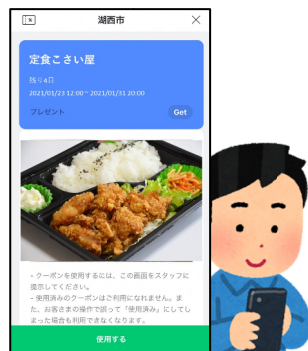 湖西市
定食こさい屋
残り4日
2021/01/23 12:00~2021/01/31 20:00
プレゼント
Get
- クーポンを使用するには、この画面をスタッフに
提示してください。
- 使用済みのクーポンはご利用になれません。ま
た、お客さまの操作で誤って「使用済み」にしてし
まった場合も利用できなくなります。
使用する